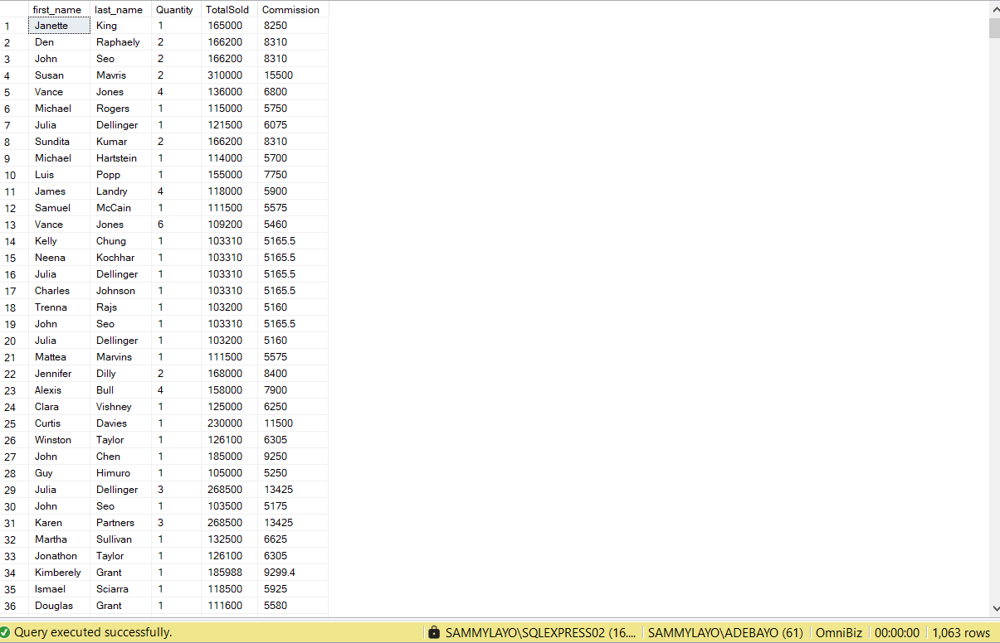 first_name last_name Quantity TotalSold Commission
1 Janette King 1 165000 8250
2 Den Raphaely 2 166200 8310
3 John Seo 2 166200 8310
4 Susan Mavris 2 310000 15500
5 Vance Jones 4 136000 6800
6 Michael Rogers 1 115000 5750
7 Julia Dellinger 1 121500 6075
8 Sundita Kumar 2 166200 8310
9 Michael Hartstein 1 114000 5700
10 Luis Popp 1 155000 7750
11 James Landry 4 118000 5900
12 Samuel McCain 1 111500 5575
13 Vance Jones 6 109200 5460
14 Kelly Chung 1 103310 5165.5
15 Neena Kochhar 1 103310 5165.5
16 Julia Dellinger 1 103310 5165.5
17 Charles Johnson 1 103310 5165.5
18 Trenna Rajs 1 103200 5160
19 John Seo 1 103310 5165.5
20 Julia Dellinger 1 103200 5160
21 Mattea Marvins 1 111500 5575
22 Jennifer Dilly 2 168000 8400
23 Alexis Bull 4 158000 7900
24 Clara Vishney 1 125000 6250
25 Curtis Davies 1 230000 11500
26 Winston Taylor 1 126100 6305
27 John Chen 1 185000 9250
28 Guy Himuro 1 105000 5250
29 Julia Dellinger 3 268500 13425
30 John Seo 1 103500 5175
31 Karen Partners 3 268500 13425
32 Martha Sullivan 1 132500 6625
33 Jonathon Taylor 1 126100 6305
34 Kimberely Grant 1 185988 9299.4
35 Ismael Sciarra 1 118500 5925
36 Douglas Grant 1 111600 5580
Query executed successfully. SAMMYLAYO\SQLEXPRESS02 (16.... SAMMYLAYO\ADEBAYO (61) OmniBiz 00:00:00 1,063 rows